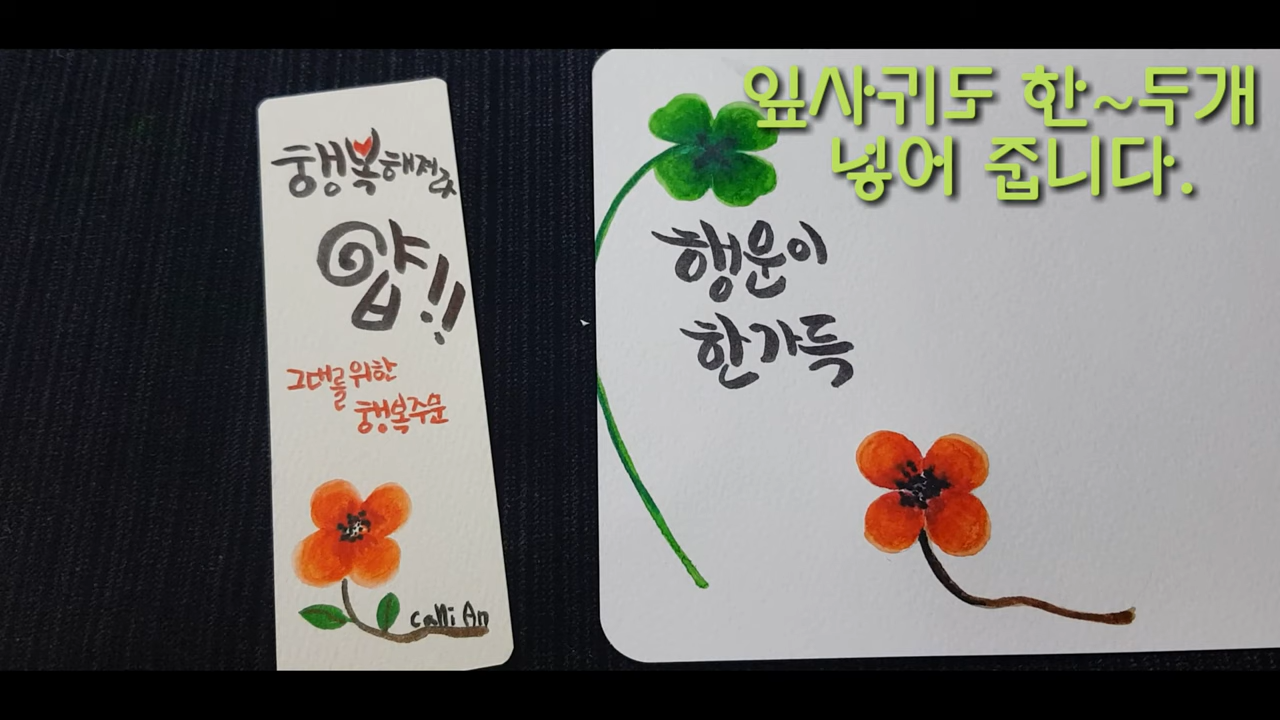 행복해져라
얍!!
그대를위한
행복주문
calli An
잎사귀도 한~두개
넣어 줍니다.
행운이
한가득